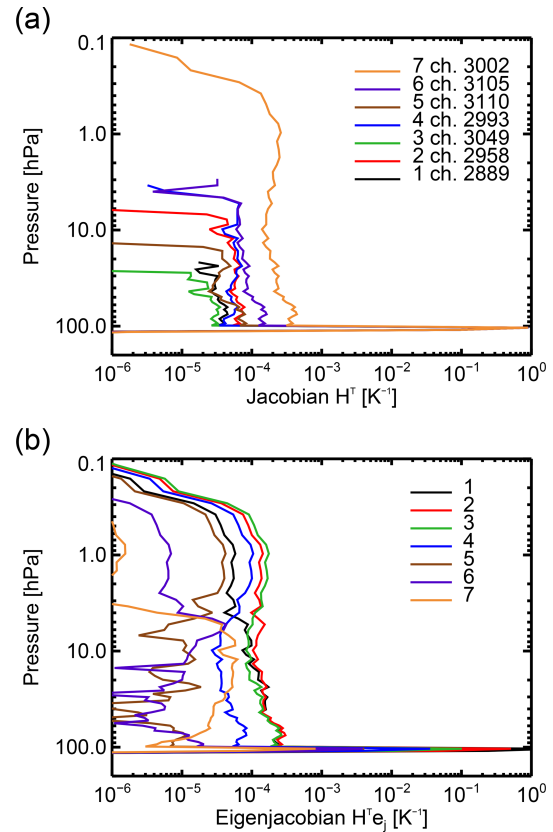 (a)
0.1
1.0
10.0
100.0
Pressure [hPa]
7 ch. 3002
6 ch. 3105
5 ch. 3110
4 ch. 2993
3 ch. 3049
2 ch. 2958
1 ch. 2889
10⁻⁶ 10⁻⁵ 10⁻⁴ 10⁻³ 10⁻² 10⁻¹ 10⁰
Jacobian Hᵀ [K⁻¹]
(b)
0.1
1.0
10.0
100.0
Pressure [hPa]
1
2
3
4
5
6
7
10⁻⁶ 10⁻⁵ 10⁻⁴ 10⁻³ 10⁻² 10⁻¹ 10⁰
Eigenjacobian Hᵀeⱼ [K⁻¹]